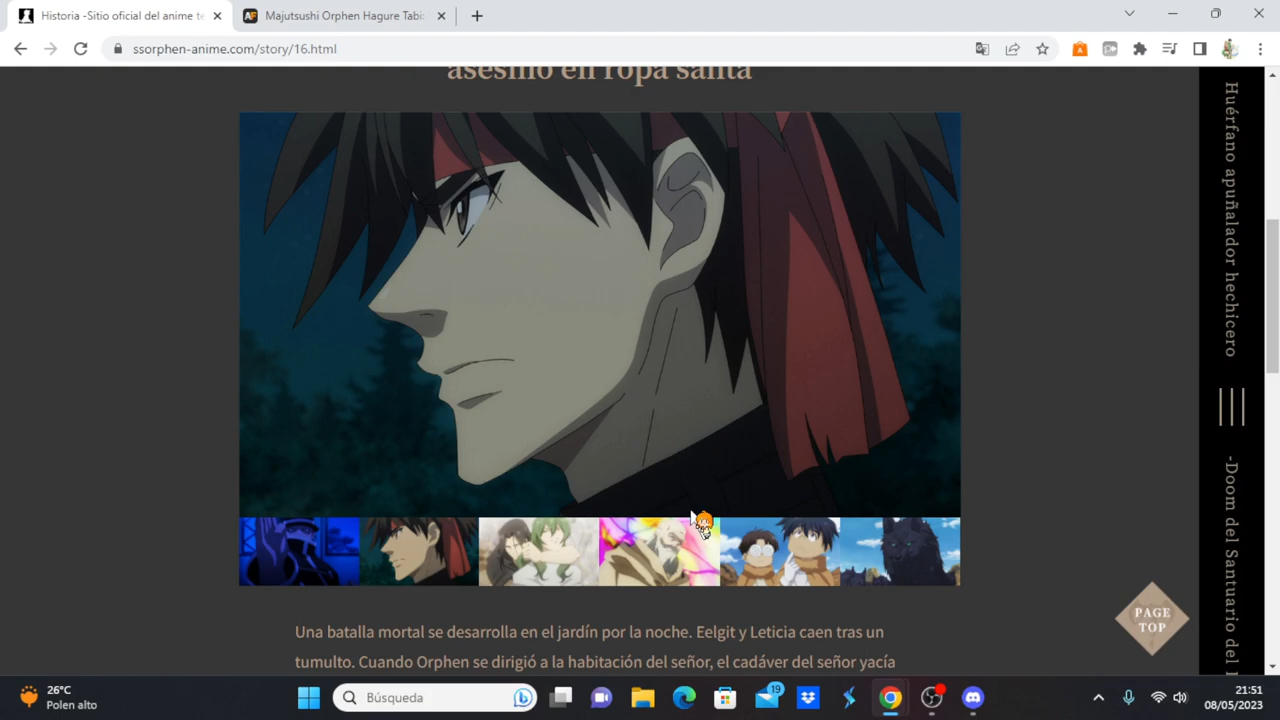 Historia -Sitio oficial del anime te
Majutsushi Orphen Hagure Tabi:
ssorphen-anime.com/story/16.html
asesino en ropa santa
Huérfano apuñalador hechicero
-Doom del Santuario del
PAGE
TOP
Una batalla mortal se desarrolla en el jardín por la noche. Eelgit y Leticia caen tras un
tumulto. Cuando Orphen se dirigió a la habitación del señor, el cadáver del señor yacía
26°C
Polen alto
Búsqueda
19
21:51
08/05/2023